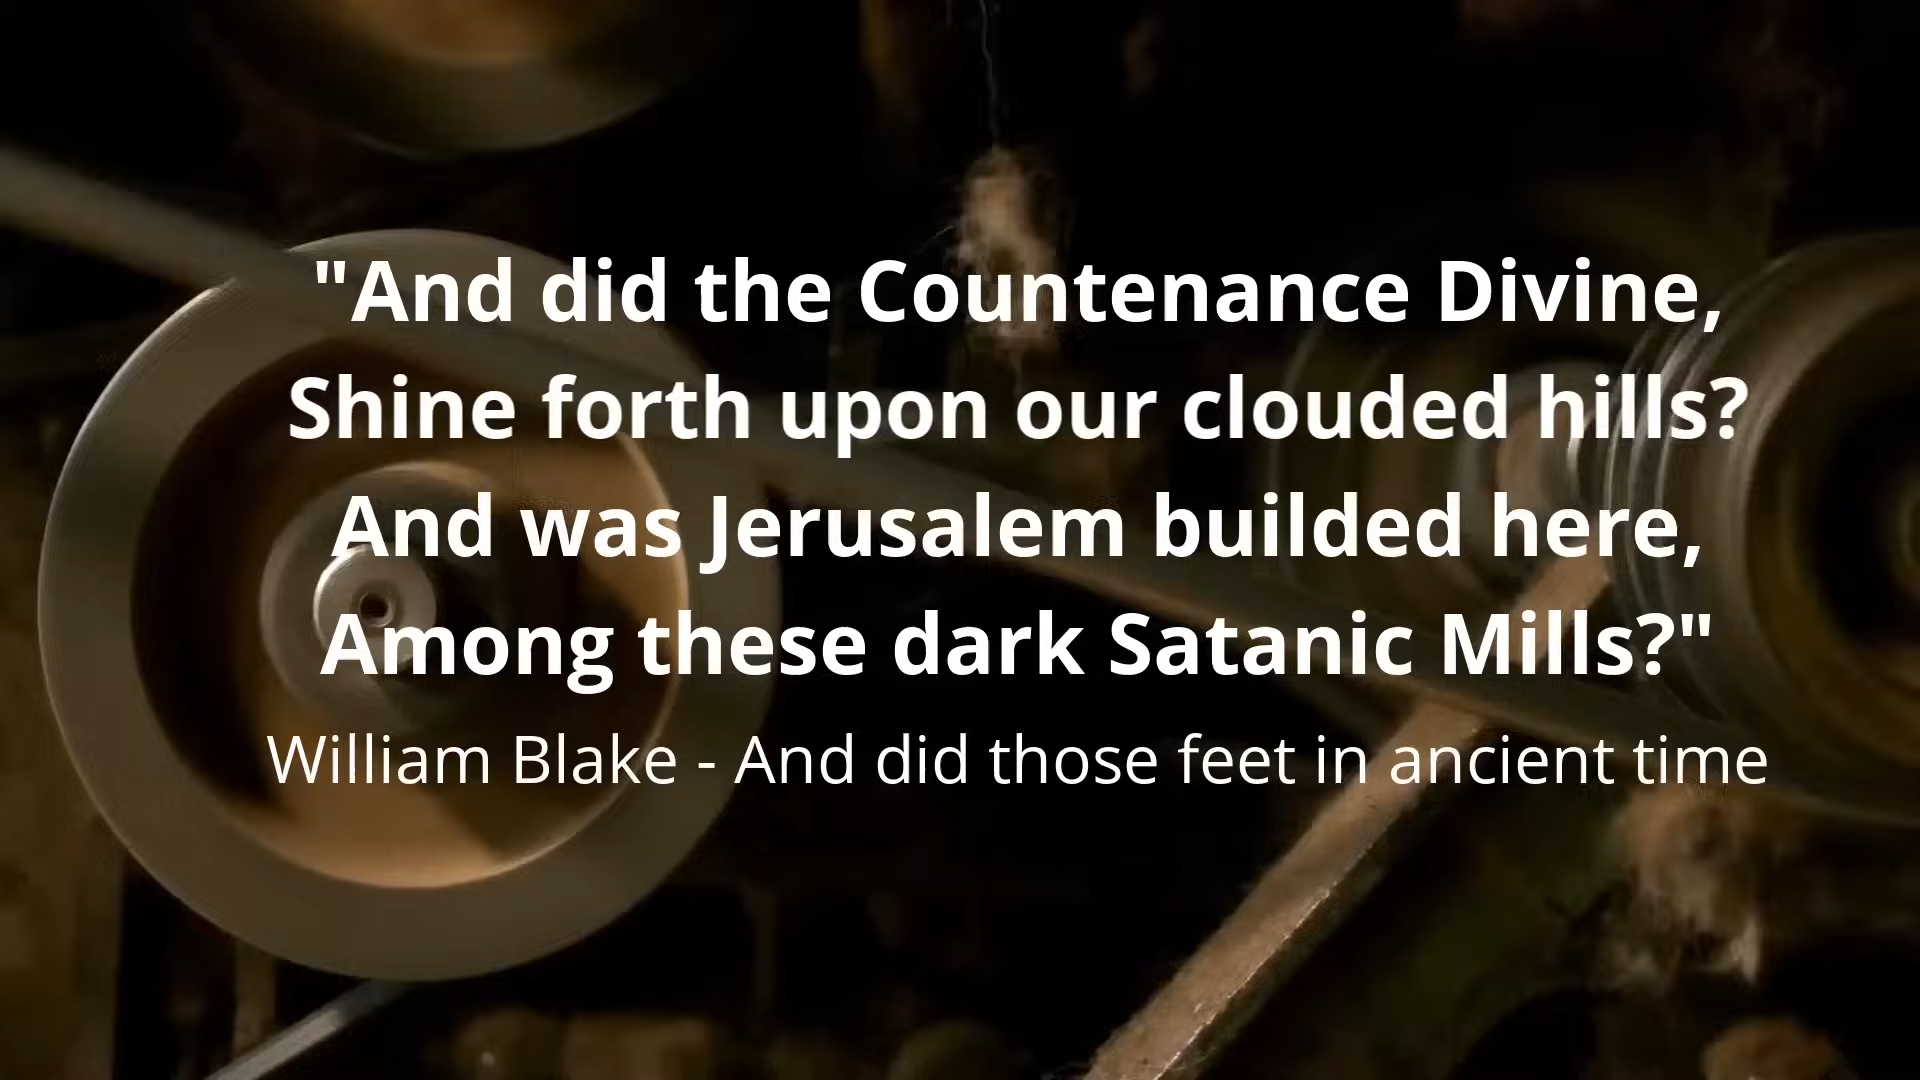 "And did the Countenance Divine,
Shine forth upon our clouded hills?
And was Jerusalem builded here,
Among these dark Satanic Mills?"
William Blake - And did those feet in ancient time